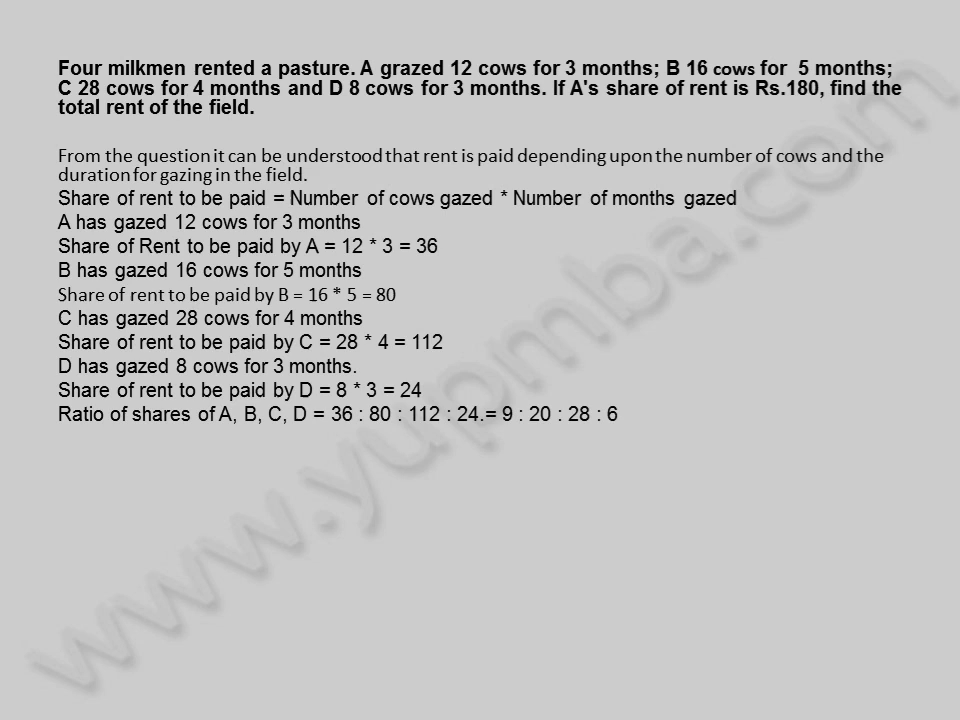 Four milkmen rented a pasture. A grazed 12 cows for 3 months; B 16 cows for 5 months;
C 28 cows for 4 months and D 8 cows for 3 months. If A's share of rent is Rs.180, find the
total rent of the field.
From the question it can be understood that rent is paid depending upon the number of cows and the
duration for gazing in the field.
Share of rent to be paid = Number of cows gazed * Number of months gazed
A has gazed 12 cows for 3 months
Share of Rent to be paid by A = 12 * 3 = 36
B has gazed 16 cows for 5 months
Share of rent to be paid by B = 16 * 5 = 80
C has gazed 28 cows for 4 months
Share of rent to be paid by C = 28 * 4 = 112
D has gazed 8 cows for 3 months.
Share of rent to be paid by D = 8 * 3 = 24
Ratio of shares of A, B, C, D = 36 : 80 : 112 : 24.= 9 : 20 : 28 : 6
www.yupmba.com